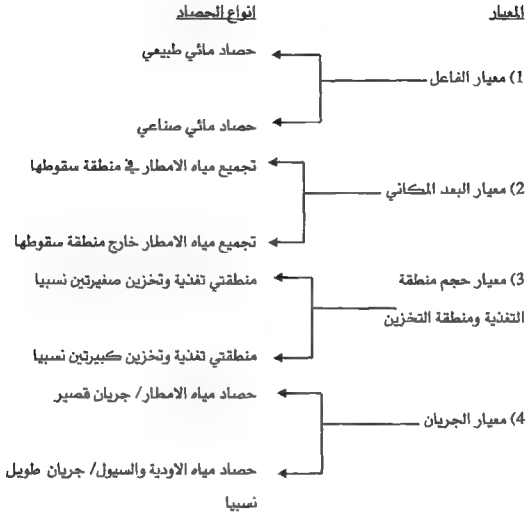 المعيار
انواع الحصاد
1) معيار الفاعل
حصاد مائي طبيعي
حصاد مائي صناعي
2) معيار البعد المكاني
تجميع مياه الامطار في منطقة سقوطها
تجميع مياه الامطار خارج منطقة سقوطها
3) معيار حجم منطقة
التغذية ومنطقة التخزين
منطقتي تغذية وتخزين صغيرتين نسبيا
منطقتي تغذية وتخزين كبيرتين نسبيا
4) معيار الجريان
حصاد مياه الامطار/ جريان قصير
حصاد مياه الاودية والسيول/ جريان طويل
نسبيا